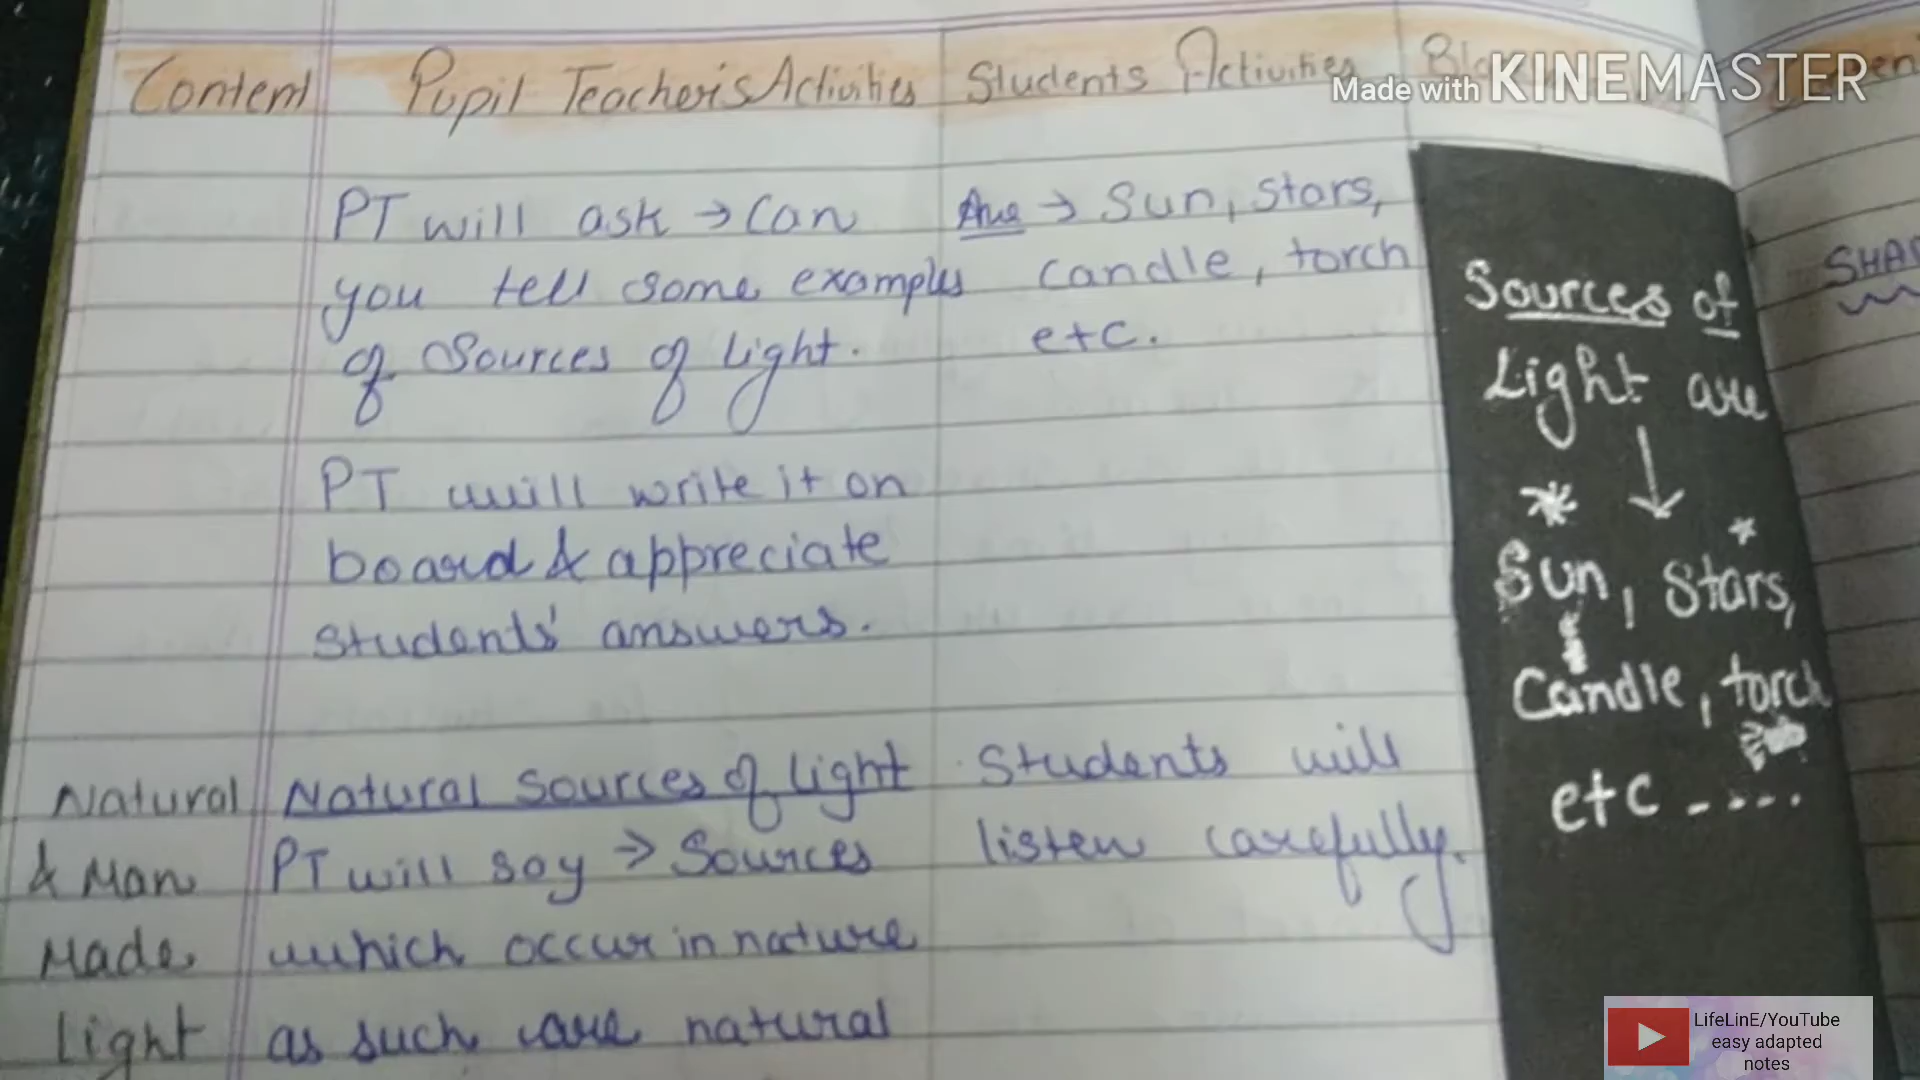 Content Pupil Teacher's Activities Students Activities
Made with KINEMASTER
PT will ask → Can
you tell some examples
of Sources of light.
PT will write it on
board & appreciate
students' answers.
Ans → Sun, Stars,
Candle, torch
etc.
Sources of
Light are
↓
Sun, Stars,
Candle, torch
etc ----.
Natural
& Man
Made
Light
Natural Sources of light
PT will say → Sources
which occur in nature
as such are natural
Students will
listen carefully.
LifeLinE/YouTube
easy adapted
notes